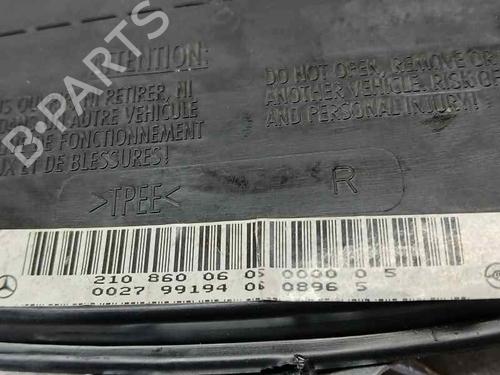 ATTENTION:
RETIRER, NI
AUTRE VEHICULE
DE FONCTIONNEMENT
ET DE BLESSURES!
DO NOT OPEN, REMOVE OR
ANOTHER VEHICLE. RISK OF
AND PERSONAL INJURY!
>TPEE<
R
210 860 06 05 0000 0 5
0027 99194 06 0896 5
B-PARTS